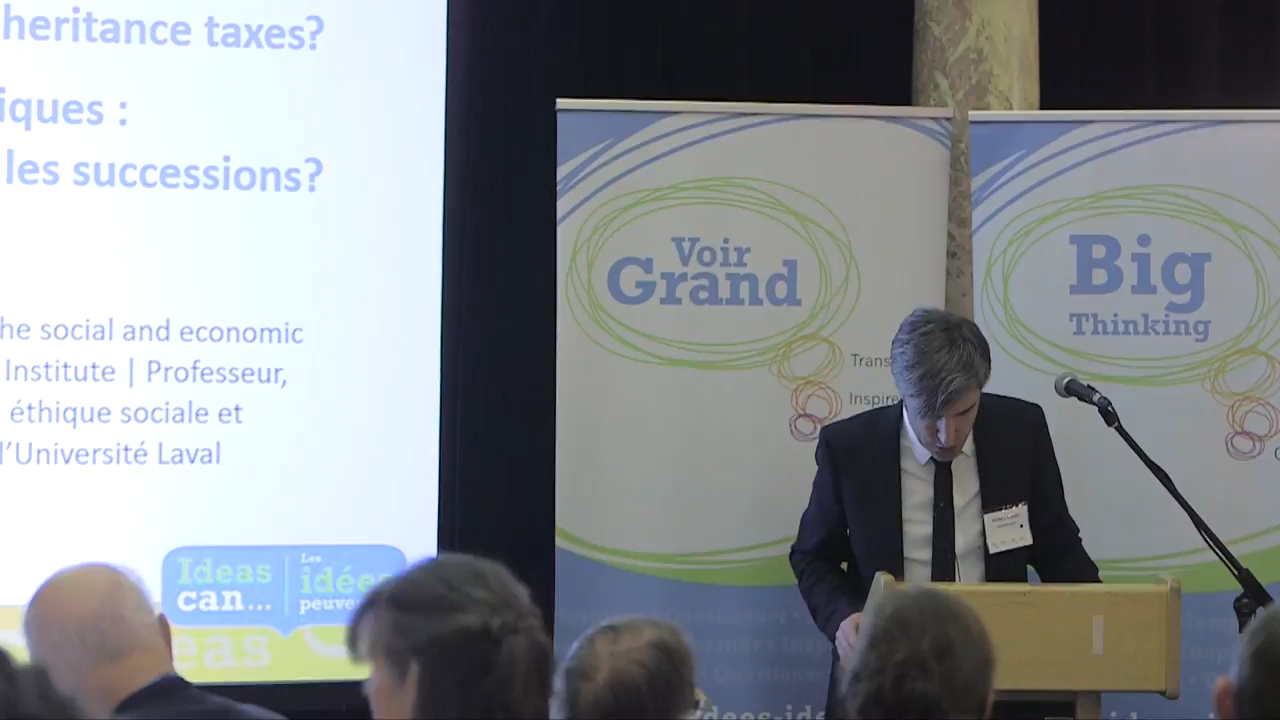 heritance taxes?
iques :
les successions?
he social and economic
Institute | Professeur,
éthique sociale et
l'Université Laval
Ideas
can...
Les
idées
eas
Voir
Grand
Trans
Inspire
Big
Thinking